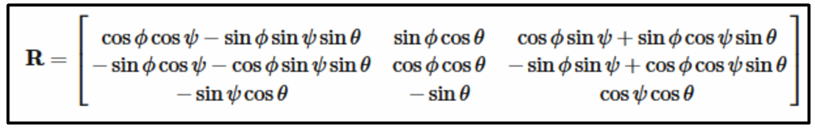 cos ϕ cos ψ − sin ϕ sin ψ sin θ sin ϕ cos θ cos ϕ sin ψ + sin ϕ cos ψ sin θ
R = − sin ϕ cos ψ − cos ϕ sin ψ sin θ cos ϕ cos θ − sin ϕ sin ψ + cos ϕ cos ψ sin θ
− sin ψ cos θ − sin θ cos ψ cos θ